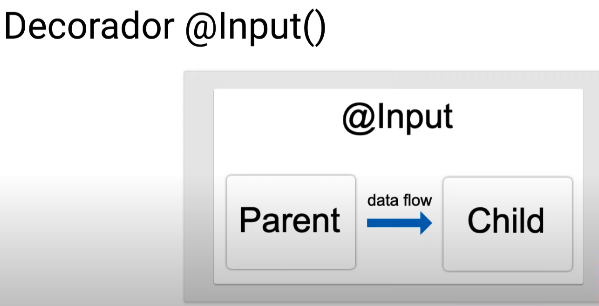 Decorador @Input()
@Input
data flow
Parent
Child